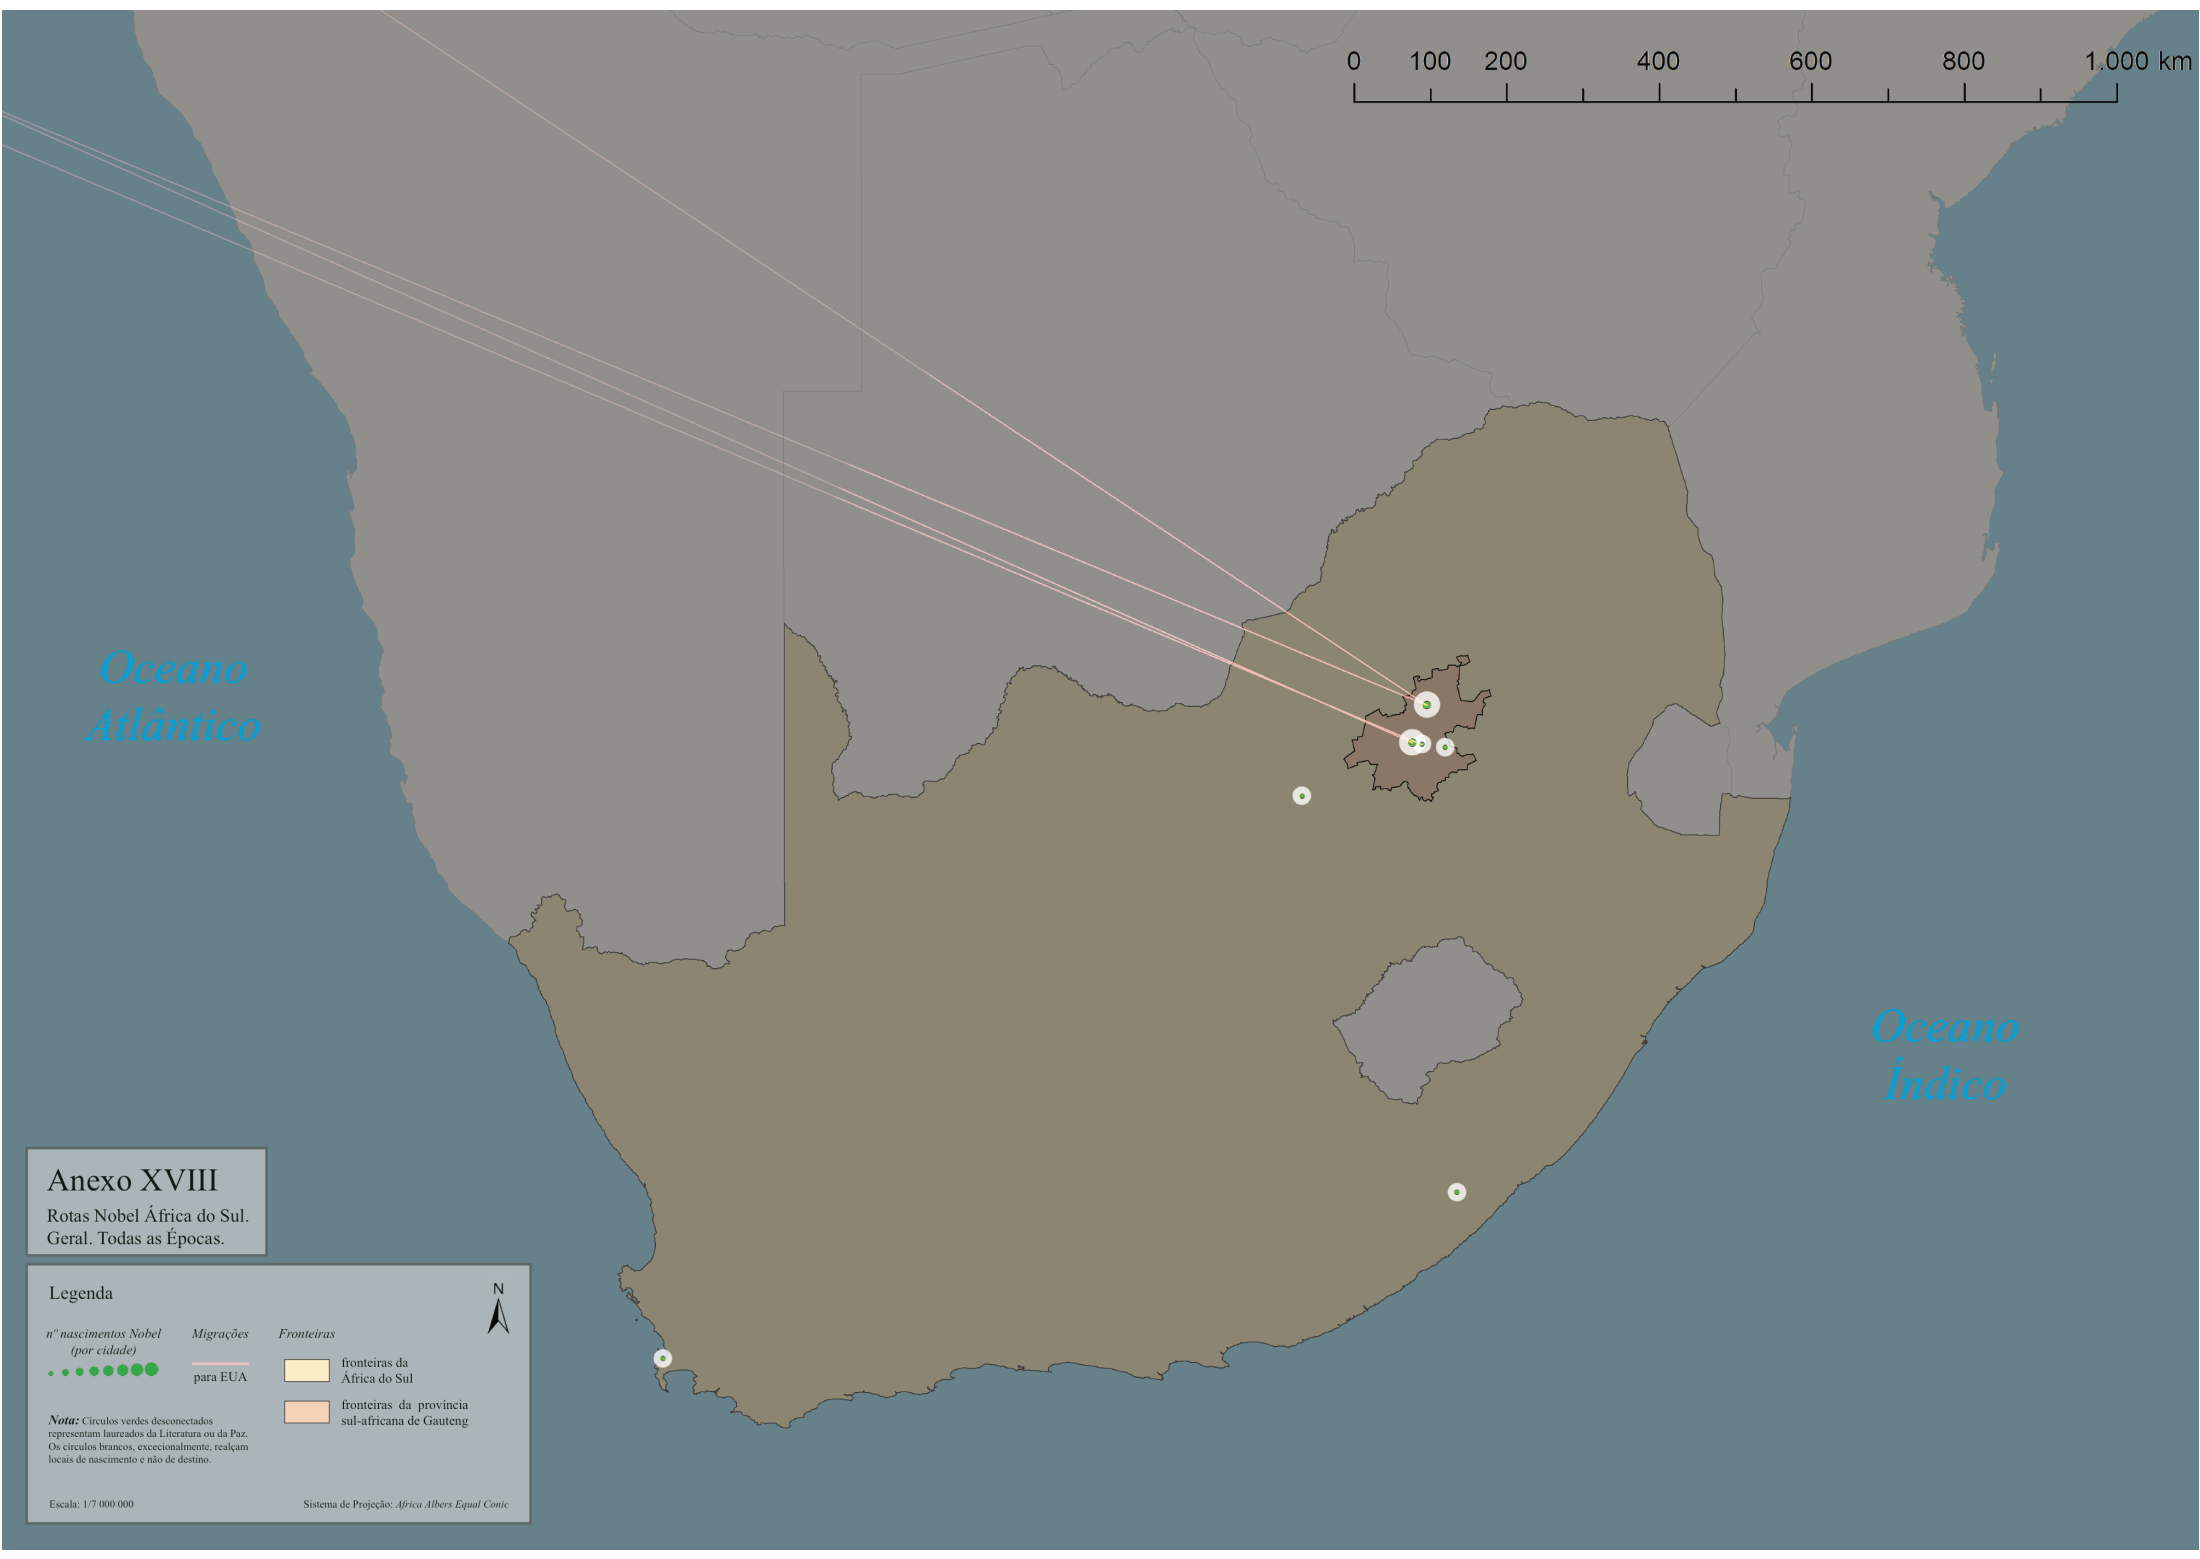 0 100 200 400 600 800 1.000 km
Oceano
Atlântico
Oceano
Índico
Anexo XVIII
Rotas Nobel África do Sul.
Geral. Todas as Épocas.
Legenda
N
nº nascimentos Nobel
(por cidade)
Migrações
para EUA
Fronteiras
fronteiras da
África do Sul
fronteiras da província
sul-africana de Gauteng
Nota: Círculos verdes desconectados
representam laureados da Literatura ou da Paz.
Os círculos brancos, excecionalmente, realçam
locais de nascimento e não de destino.
Escala: 1/7 000 000
Sistema de Projeção: Africa Albers Equal Conic